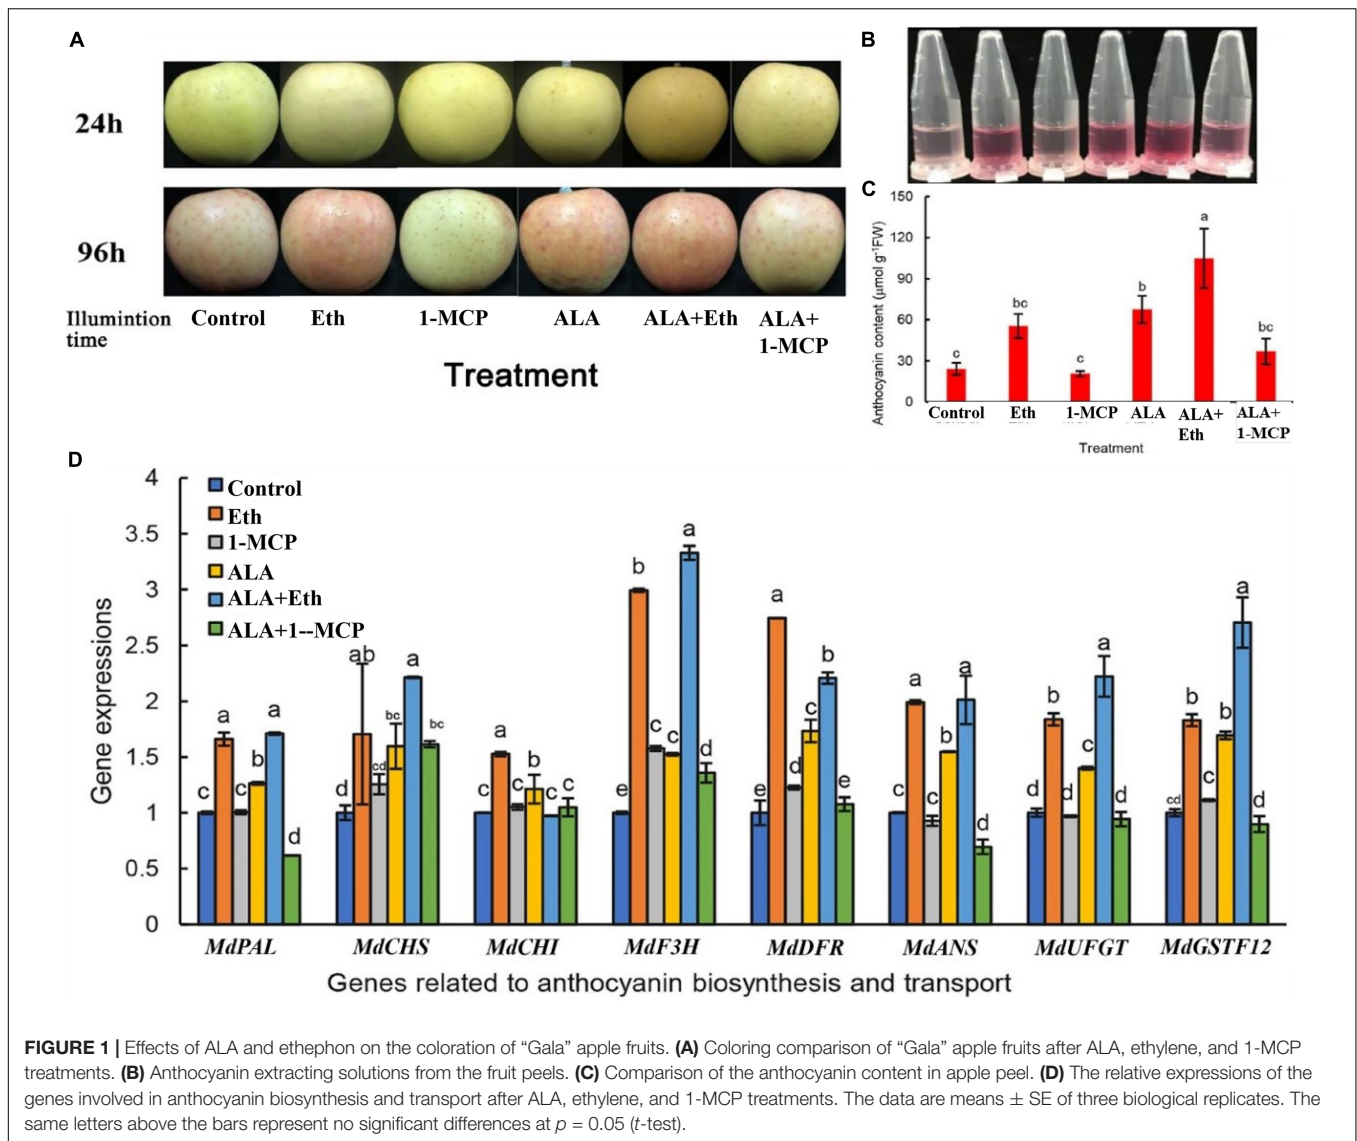 A
24h
96h
Illumintion
time
Control Eth 1-MCP ALA ALA+Eth ALA+
1-MCP
Treatment
B
C
Anthocyanin content (μmol g⁻¹FW)
150
120
90
60
30
0
c bc c b a bc
Control Eth 1-MCP ALA ALA+
Eth ALA+
1-MCP
Treatment
D
Gene expressions
4
3.5
3
2.5
2
1.5
1
0.5
0
Control
Eth
1-MCP
ALA
ALA+Eth
ALA+1--MCP
c a c b a d
d ab cd bc a bc
c a c b c c
e b c c a d
e a d c b e
c a c b a d
d b d c a d
cd b c b a d
MdPAL MdCHS MdCHI MdF3H MdDFR MdANS MdUFGT MdGSTF12
Genes related to anthocyanin biosynthesis and transport
FIGURE 1 | Effects of ALA and ethephon on the coloration of “Gala” apple fruits. (A) Coloring comparison of “Gala” apple fruits after ALA, ethylene, and 1-MCP
treatments. (B) Anthocyanin extracting solutions from the fruit peels. (C) Comparison of the anthocyanin content in apple peel. (D) The relative expressions of the
genes involved in anthocyanin biosynthesis and transport after ALA, ethylene, and 1-MCP treatments. The data are means ± SE of three biological replicates. The
same letters above the bars represent no significant differences at p = 0.05 (t-test).